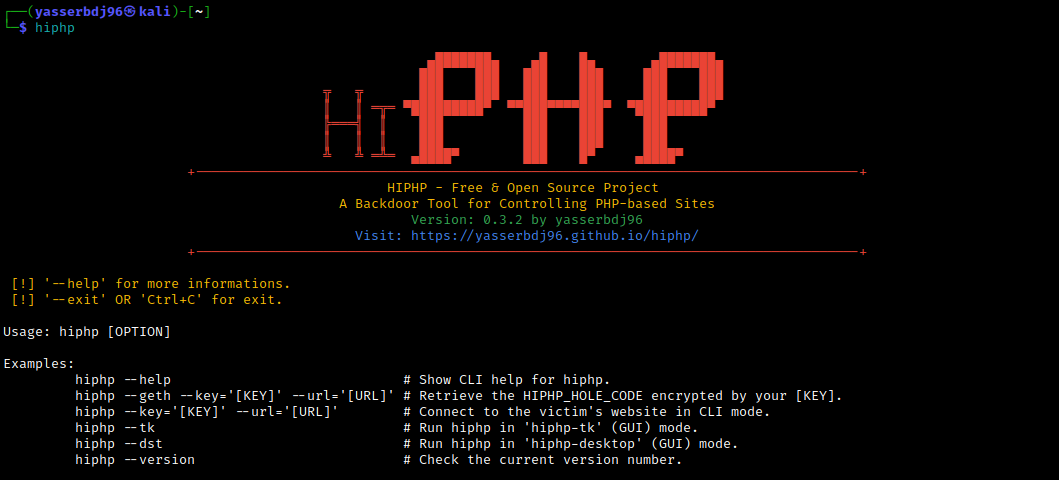 ┌──(yasserbdj96㉿kali)-[~]
└─$ hiphp
HiPHP
HIPHP - Free & Open Source Project
A Backdoor Tool for Controlling PHP-based Sites
Version: 0.3.2 by yasserbdj96
Visit: https://yasserbdj96.github.io/hiphp/
[!] '--help' for more informations.
[!] '--exit' OR 'Ctrl+C' for exit.
Usage: hiphp [OPTION]
Examples:
hiphp --help # Show CLI help for hiphp.
hiphp --geth --key='[KEY]' --url='[URL]' # Retrieve the HIPHP_HOLE_CODE encrypted by your [KEY].
hiphp --key='[KEY]' --url='[URL]' # Connect to the victim's website in CLI mode.
hiphp --tk # Run hiphp in 'hiphp-tk' (GUI) mode.
hiphp --dst # Run hiphp in 'hiphp-desktop' (GUI) mode.
hiphp --version # Check the current version number.